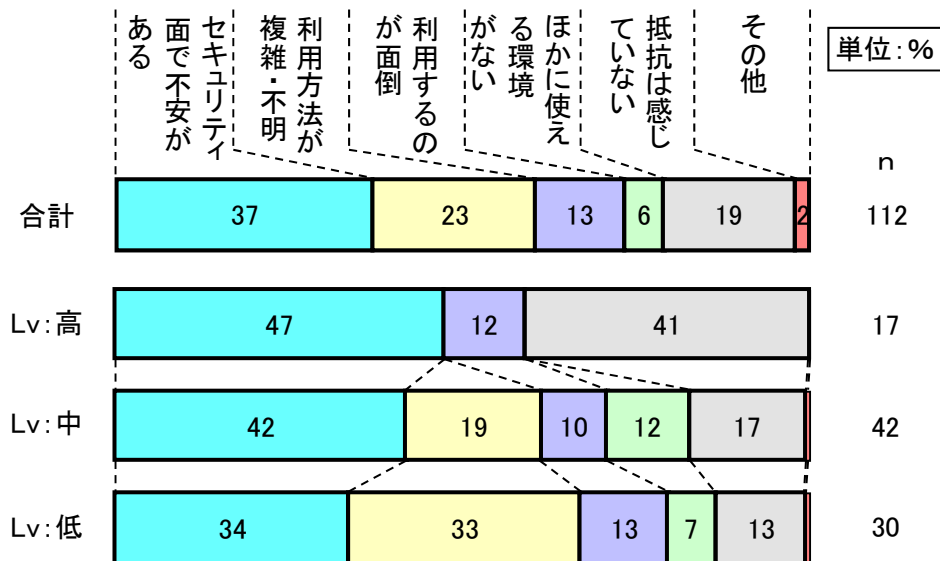 セキュリティ
面で不安が
ある
利用方法が
複雑・不明
利用するの
が面倒
ほかに使え
る環境
がない
抵抗は感じ
ていない
その他
単位:%
n
合計 37 23 13 6 19 2 112
Lv:高 47 12 41 17
Lv:中 42 19 10 12 17 42
Lv:低 34 33 13 7 13 30